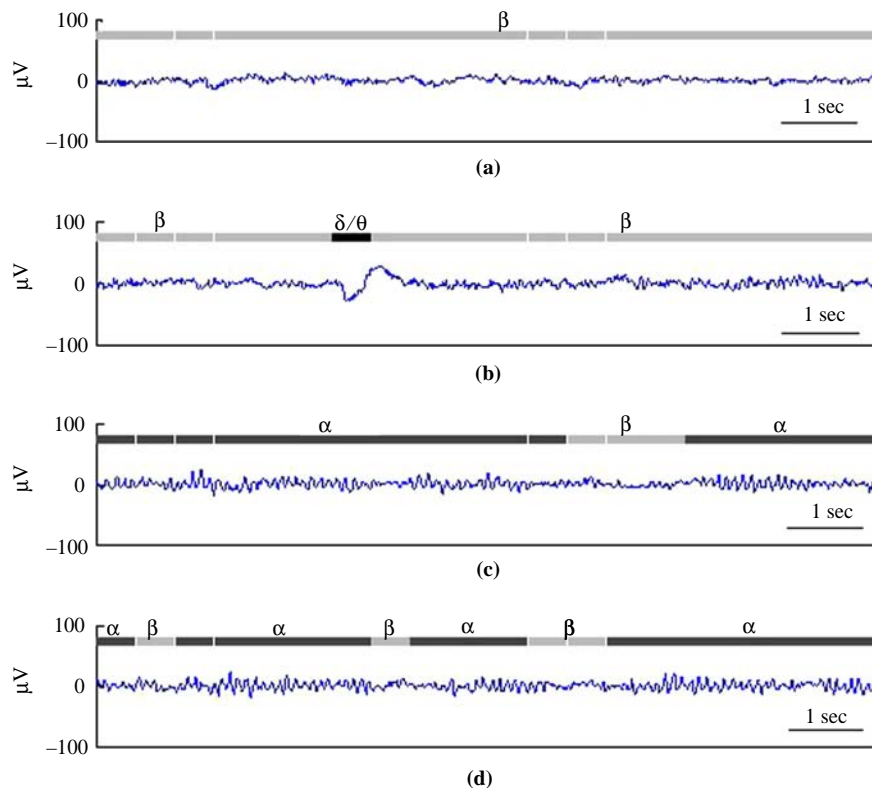 100
β
μV
0
1 sec
–100
(a)
100
β δ/θ β
μV
0
1 sec
–100
(b)
100
α β α
μV
0
1 sec
–100
(c)
100
α β α β α β α
μV
0
1 sec
–100
(d)